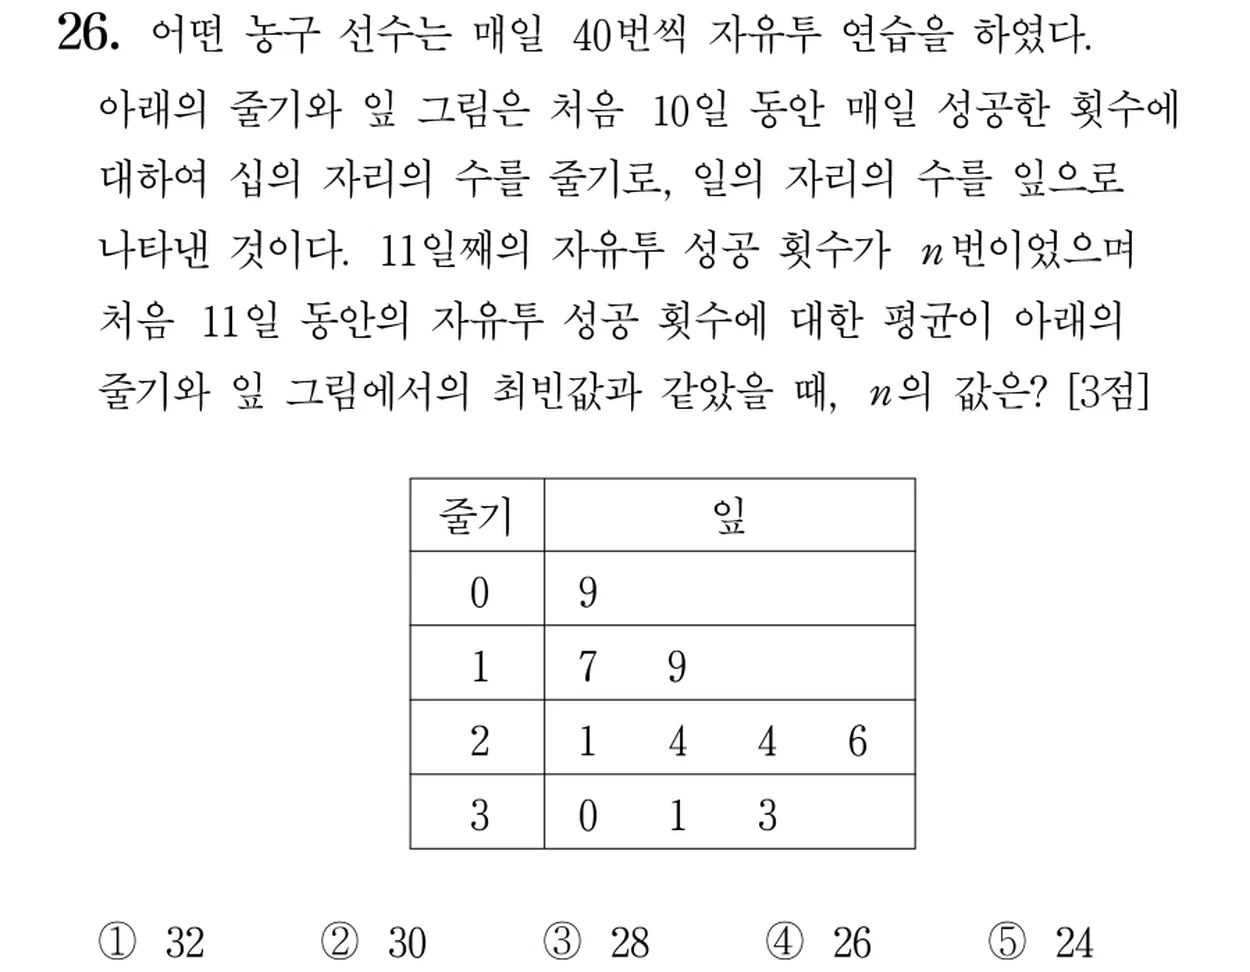 26. 어떤 농구 선수는 매일 40번씩 자유투 연습을 하였다.
아래의 줄기와 잎 그림은 처음 10일 동안 매일 성공한 횟수에
대하여 십의 자리의 수를 줄기로, 일의 자리의 수를 잎으로
나타낸 것이다. 11일째의 자유투 성공 횟수가 n번이었으며
처음 11일 동안의 자유투 성공 횟수에 대한 평균이 아래의
줄기와 잎 그림에서의 최빈값과 같았을 때, n의 값은? [3점]
줄기 잎
0 9
1 7 9
2 1 4 4 6
3 0 1 3
① 32 ② 30 ③ 28 ④ 26 ⑤ 24